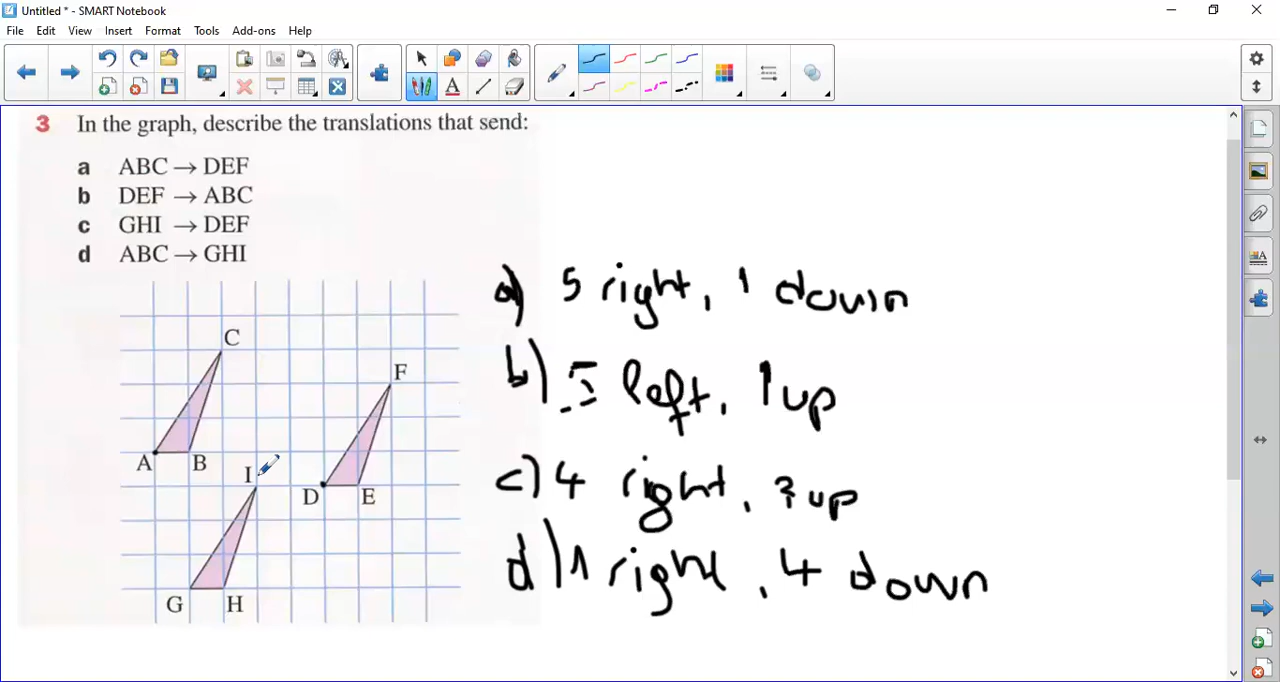 Untitled * - SMART Notebook
File Edit View Insert Format Tools Add-ons Help
3 In the graph, describe the translations that send:
a ABC → DEF
b DEF → ABC
c GHI → DEF
d ABC → GHI
a) 5 right, 1 down
b) 5 left, 1 up
c) 4 right, 3 up
d) 1 right, 4 down
C
F
A B
I
D E
G H